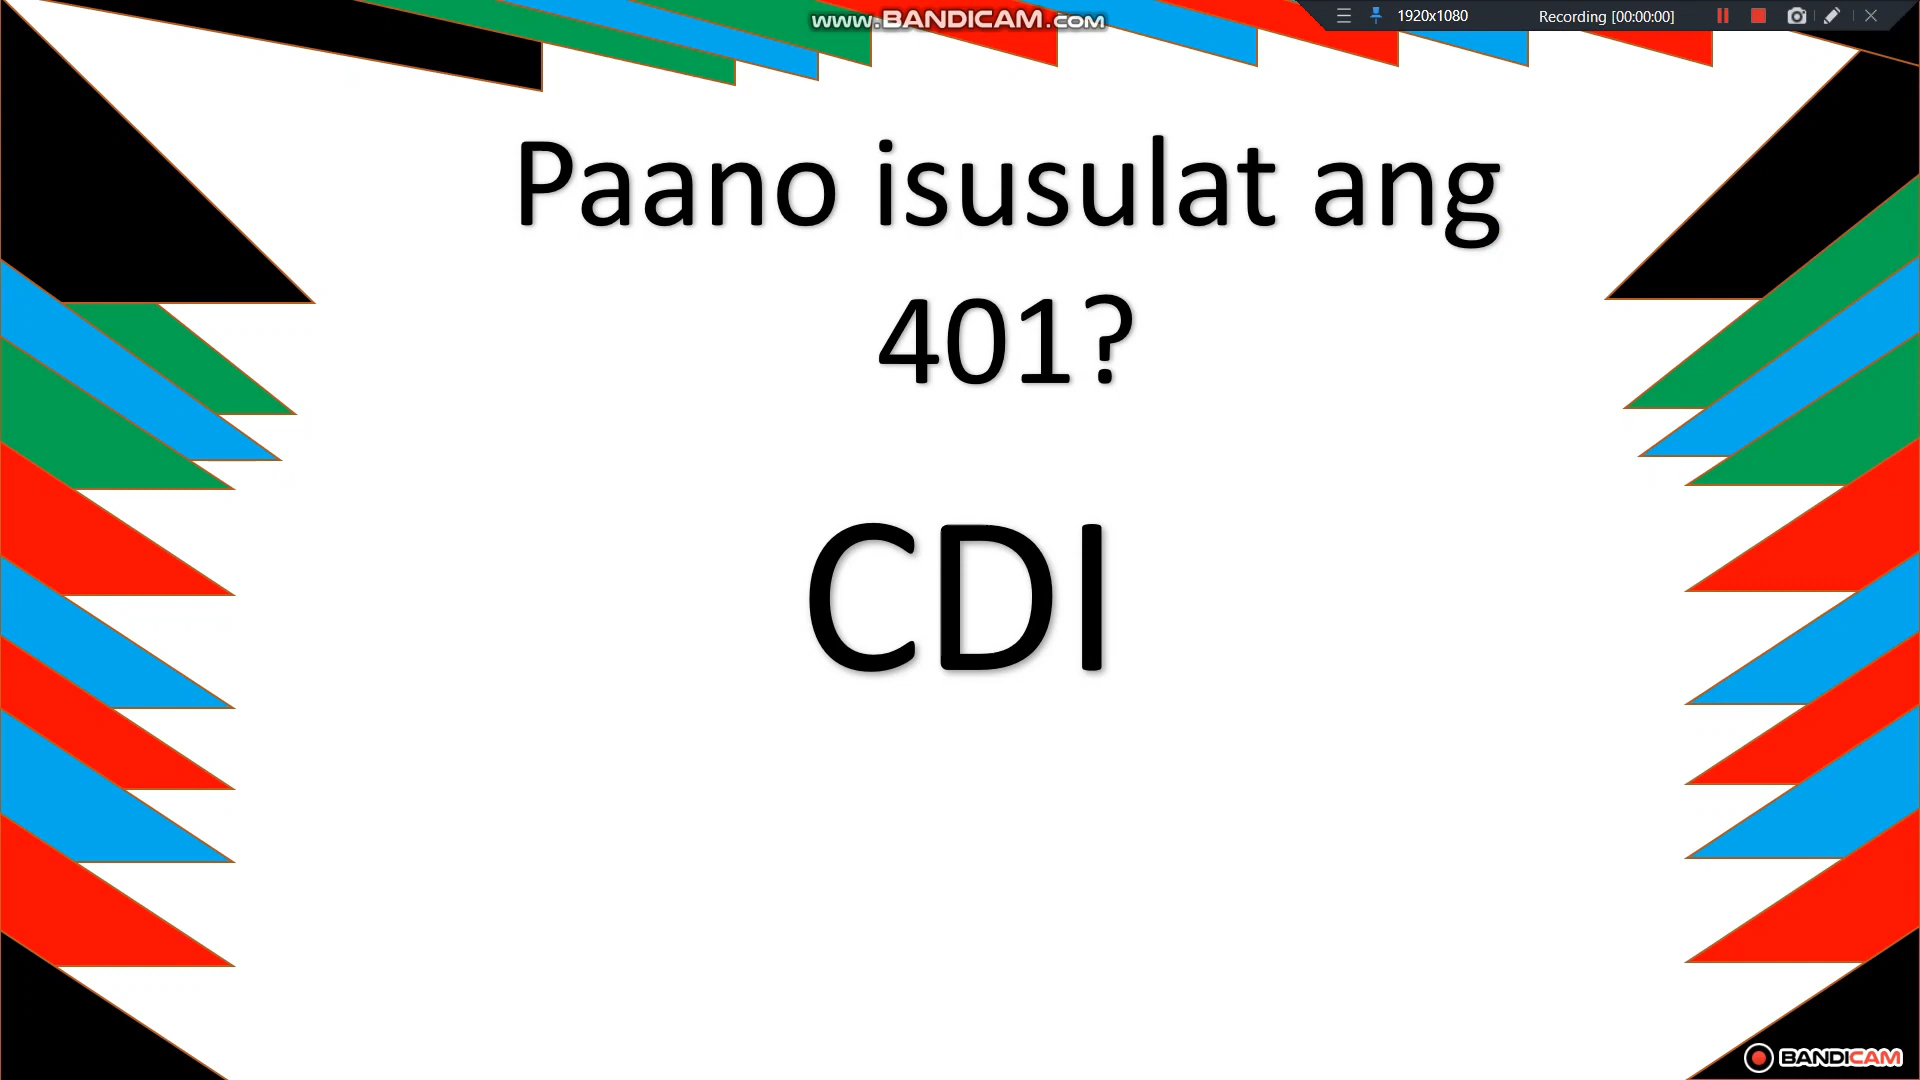 www.BANDICAM.com
1920x1080 Recording [00:00:00]
Paano isusulat ang
401?
CDI
BANDICAM